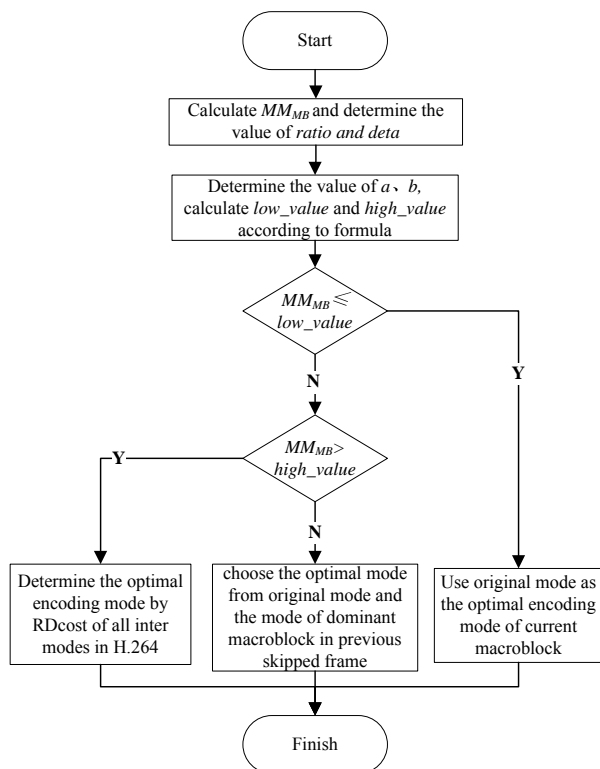 Start
Calculate MM_MB and determine the
value of ratio and deta
Determine the value of a、b,
calculate low_value and high_value
according to formula
MM_MB≤
low_value
N
Y
MM_MB>
high_value
Y
N
Determine the optimal
encoding mode by
RDcost of all inter
modes in H.264
choose the optimal mode
from original mode and
the mode of dominant
macroblock in previous
skipped frame
Use original mode as
the optimal encoding
mode of current
macroblock
Finish